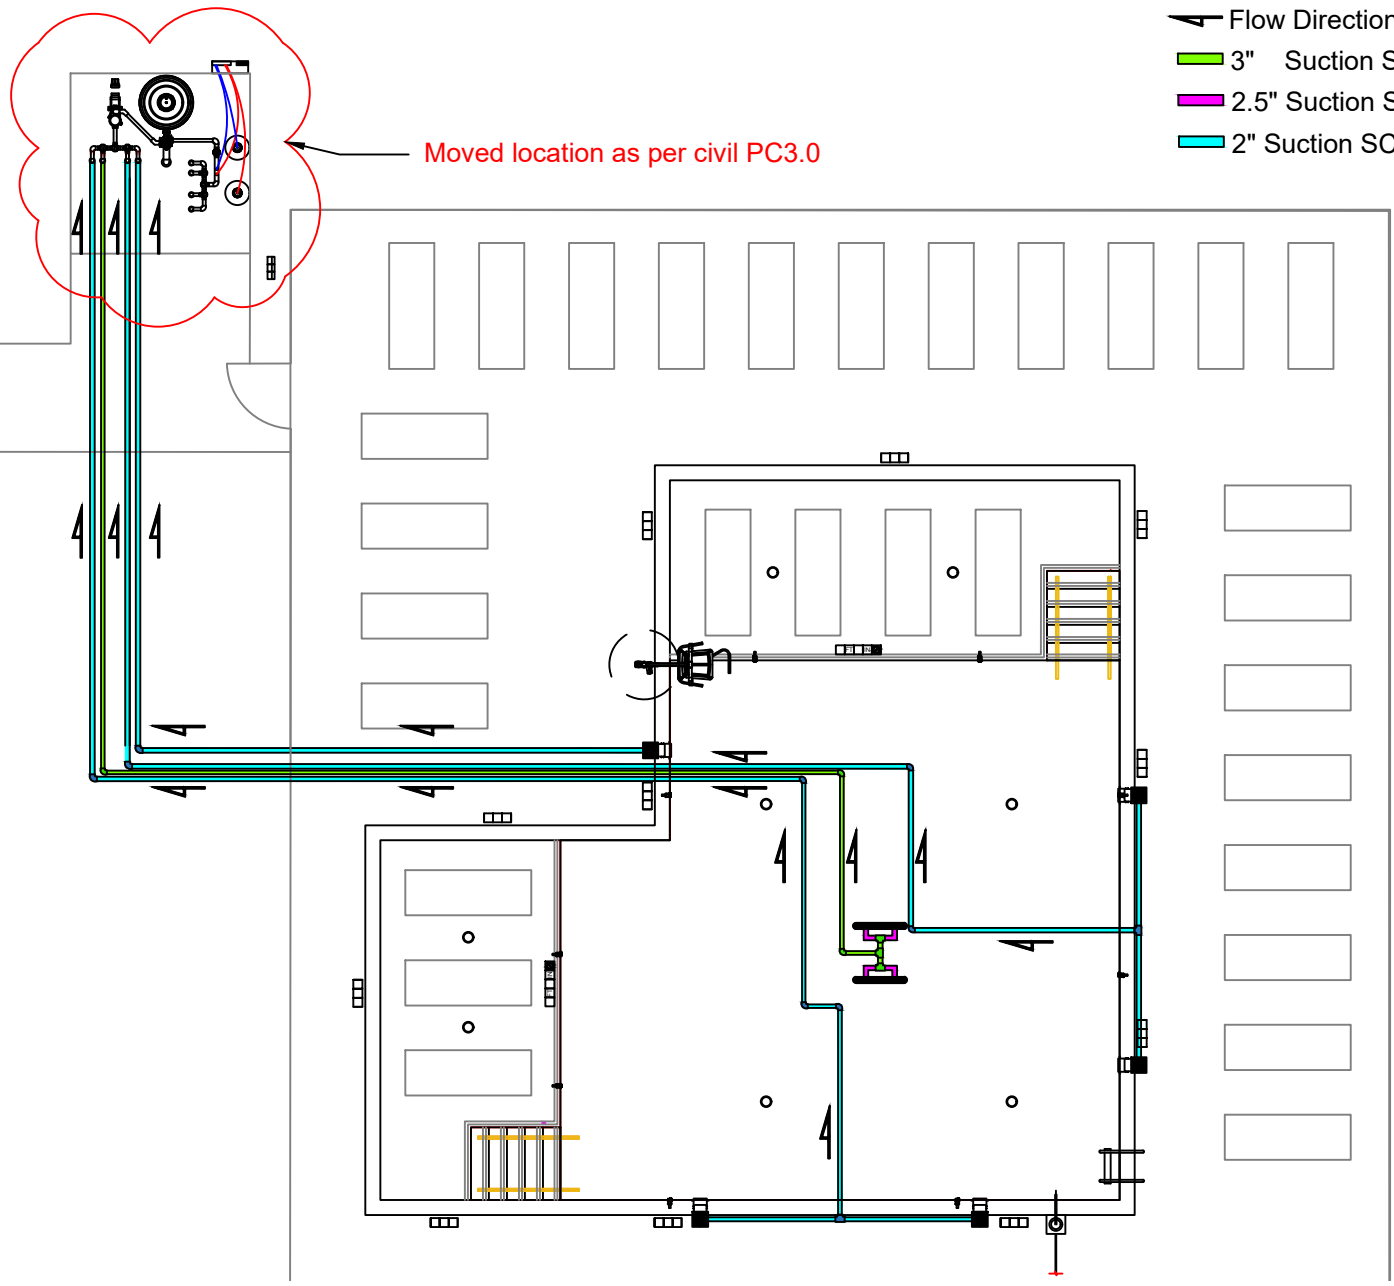 Flow Direction
3" Suction S
2.5" Suction S
2" Suction SC
Moved location as per civil PC3.0